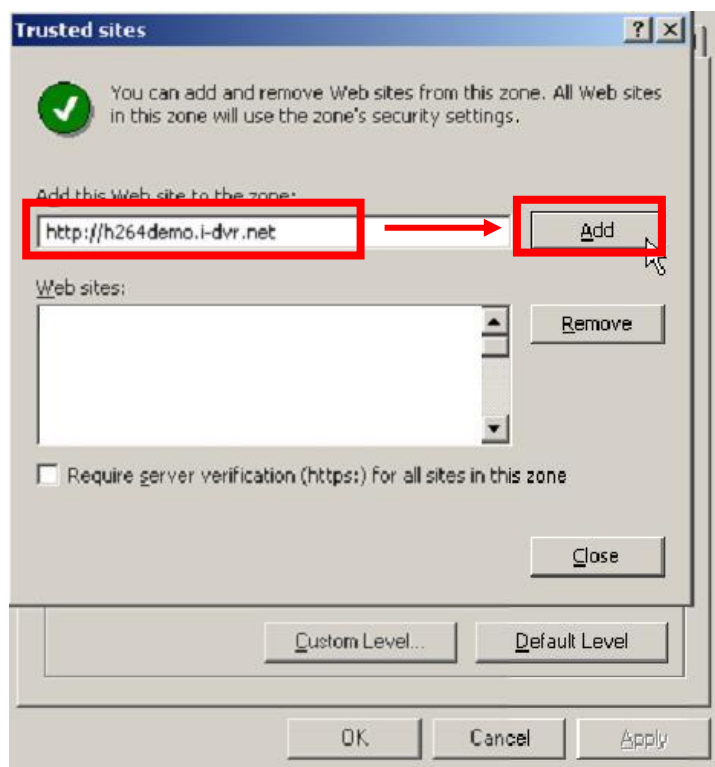 Trusted sites
You can add and remove Web sites from this zone. All Web sites
in this zone will use the zone's security settings.
Add this Web site to the zone:
http://h264demo.i-dvr.net
Add
Web sites:
Remove
Require server verification (https:) for all sites in this zone
Close
Custom Level...
Default Level
OK
Cancel
Apply